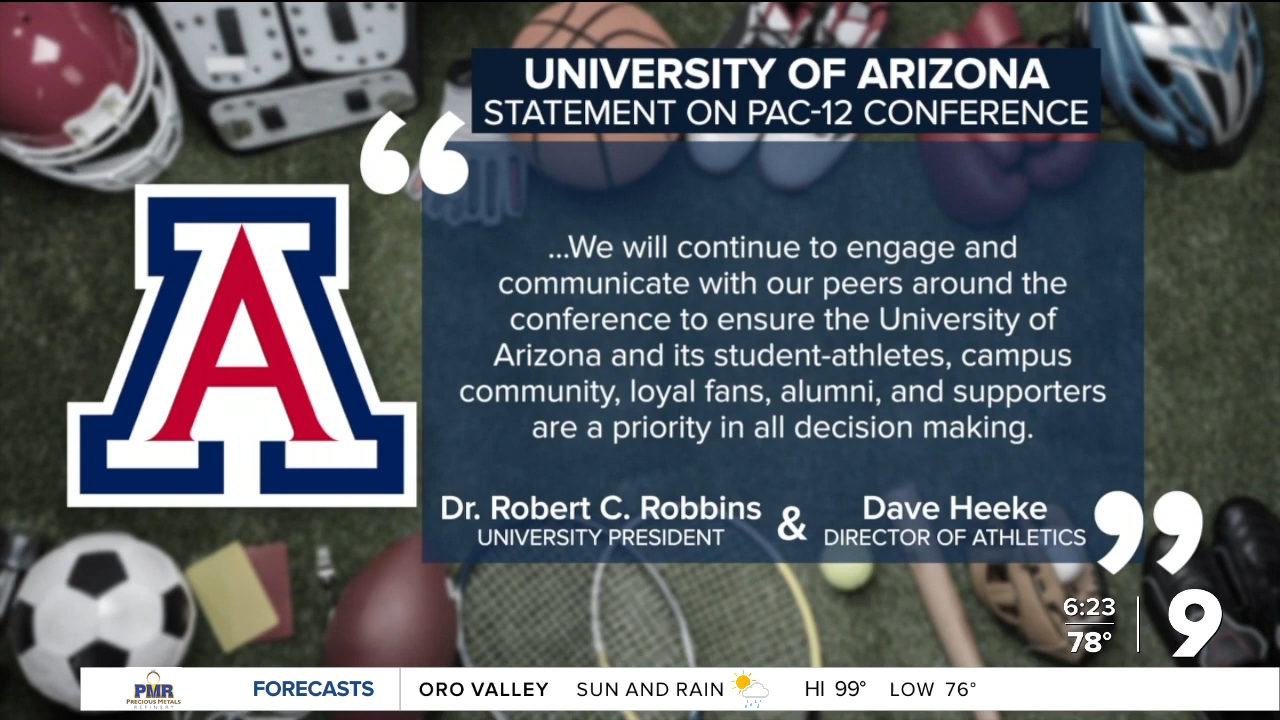 UNIVERSITY OF ARIZONA
STATEMENT ON PAC-12 CONFERENCE
“
...We will continue to engage and
communicate with our peers around the
conference to ensure the University of
Arizona and its student-athletes, campus
community, loyal fans, alumni, and supporters
are a priority in all decision making.
A
Dr. Robert C. Robbins & Dave Heeke
UNIVERSITY PRESIDENT DIRECTOR OF ATHLETICS
”
6:23
78° 9
PMR
PRECIOUS METALS
REFINERY
FORECASTS ORO VALLEY SUN AND RAIN HI 99° LOW 76°